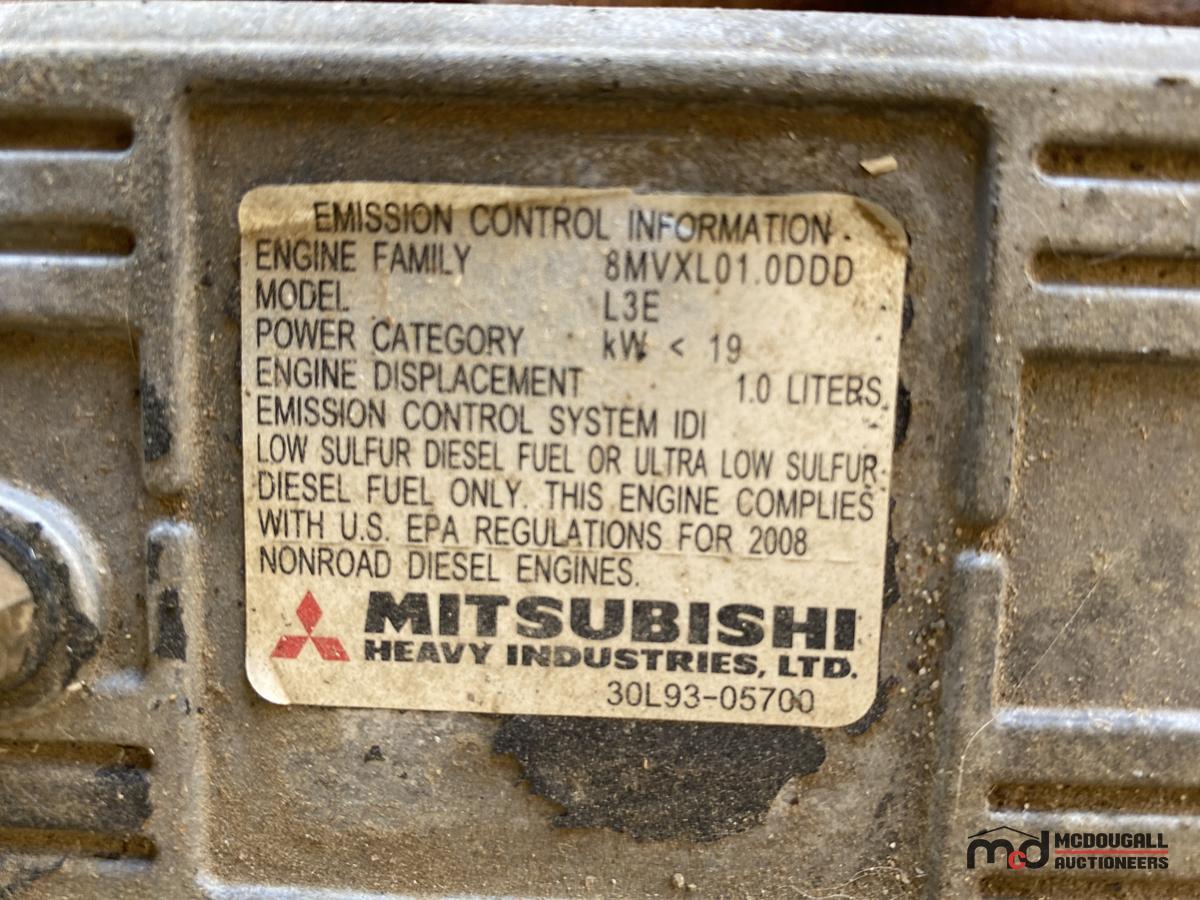 EMISSION CONTROL INFORMATION
ENGINE FAMILY 8MVXL01.0DDD
MODEL L3E
POWER CATEGORY kW < 19
ENGINE DISPLACEMENT 1.0 LITERS
EMISSION CONTROL SYSTEM IDI
LOW SULFUR DIESEL FUEL OR ULTRA LOW SULFUR
DIESEL FUEL ONLY. THIS ENGINE COMPLIES
WITH U.S. EPA REGULATIONS FOR 2008
NONROAD DIESEL ENGINES.
MITSUBISHI
HEAVY INDUSTRIES, LTD.
30L93-05700
mcd MCDOUGALL
AUCTIONEERS